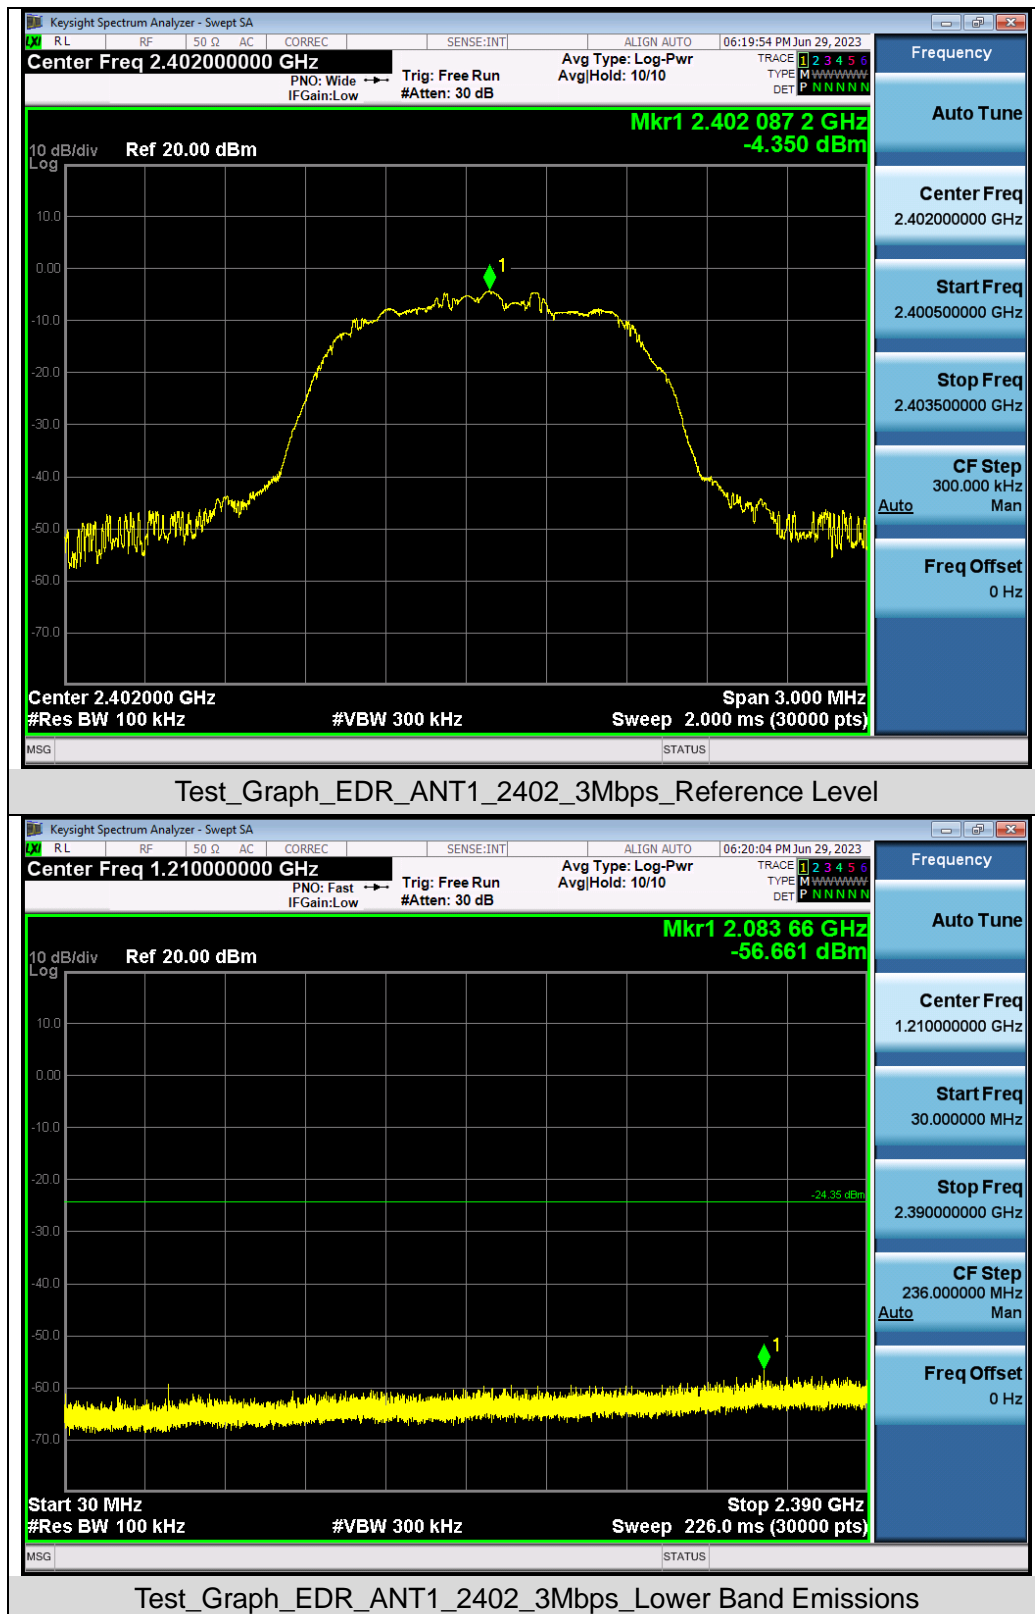 Keysight Spectrum Analyzer - Swept SA
LXI RL RF 50 Ω AC CORREC SENSE:INT ALIGN AUTO 06:19:54 PM Jun 29, 2023
Center Freq 2.402000000 GHz
PNO: Wide
IFGain:Low
Trig: Free Run
#Atten: 30 dB
Avg Type: Log-Pwr
Avg|Hold: 10/10
TRACE 1 2 3 4 5 6
TYPE M WWWWW
DET P N N N N N
Mkr1 2.402 087 2 GHz
-4.350 dBm
10 dB/div Ref 20.00 dBm
Log
10.0
0.00
-10.0
-20.0
-30.0
-40.0
-50.0
-60.0
-70.0
1
Center 2.402000 GHz Span 3.000 MHz
#Res BW 100 kHz #VBW 300 kHz Sweep 2.000 ms (30000 pts)
MSG STATUS
Frequency
Auto Tune
Center Freq
2.402000000 GHz
Start Freq
2.400500000 GHz
Stop Freq
2.403500000 GHz
CF Step
300.000 kHz
Auto Man
Freq Offset
0 Hz
Test_Graph_EDR_ANT1_2402_3Mbps_Reference Level
Keysight Spectrum Analyzer - Swept SA
LXI RL RF 50 Ω AC CORREC SENSE:INT ALIGN AUTO 06:20:04 PM Jun 29, 2023
Center Freq 1.210000000 GHz
PNO: Fast
IFGain:Low
Trig: Free Run
#Atten: 30 dB
Avg Type: Log-Pwr
Avg|Hold: 10/10
TRACE 1 2 3 4 5 6
TYPE M WWWWW
DET P N N N N N
Mkr1 2.083 66 GHz
-56.661 dBm
10 dB/div Ref 20.00 dBm
Log
10.0
0.00
-10.0
-20.0
-30.0
-40.0
-50.0
-60.0
-70.0
-24.35 dBm
1
Start 30 MHz Stop 2.390 GHz
#Res BW 100 kHz #VBW 300 kHz Sweep 226.0 ms (30000 pts)
MSG STATUS
Frequency
Auto Tune
Center Freq
1.210000000 GHz
Start Freq
30.000000 MHz
Stop Freq
2.390000000 GHz
CF Step
236.000000 MHz
Auto Man
Freq Offset
0 Hz
Test_Graph_EDR_ANT1_2402_3Mbps_Lower Band Emissions